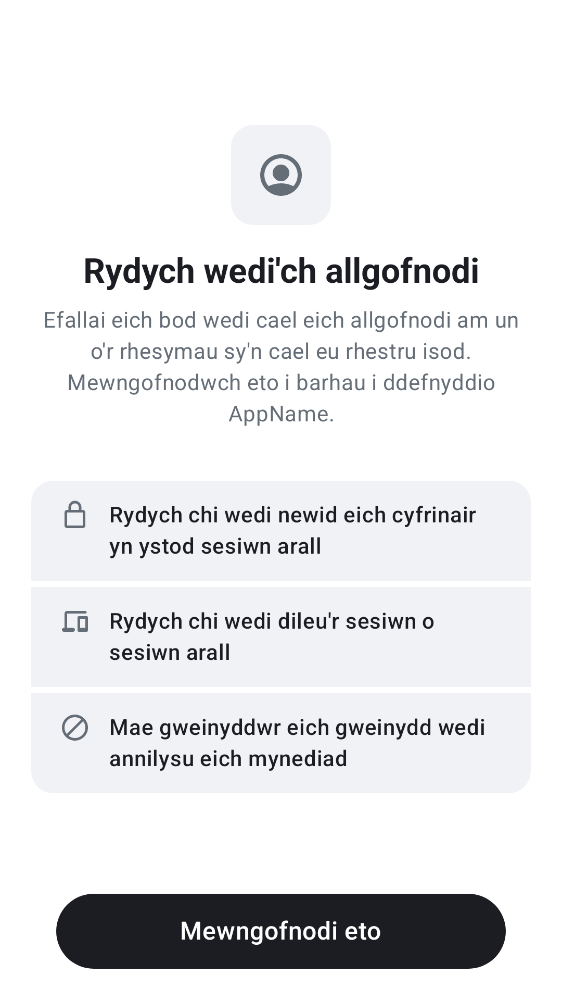 Rydych wedi'ch allgofnodi
Efallai eich bod wedi cael eich allgofnodi am un
o'r rhesymau sy'n cael eu rhestru isod.
Mewngofnodwch eto i barhau i ddefnyddio
AppName.
Rydych chi wedi newid eich cyfrinair
yn ystod sesiwn arall
Rydych chi wedi dileu'r sesiwn o
sesiwn arall
Mae gweinyddwr eich gweinydd wedi
annilysu eich mynediad
Mewngofnodi eto